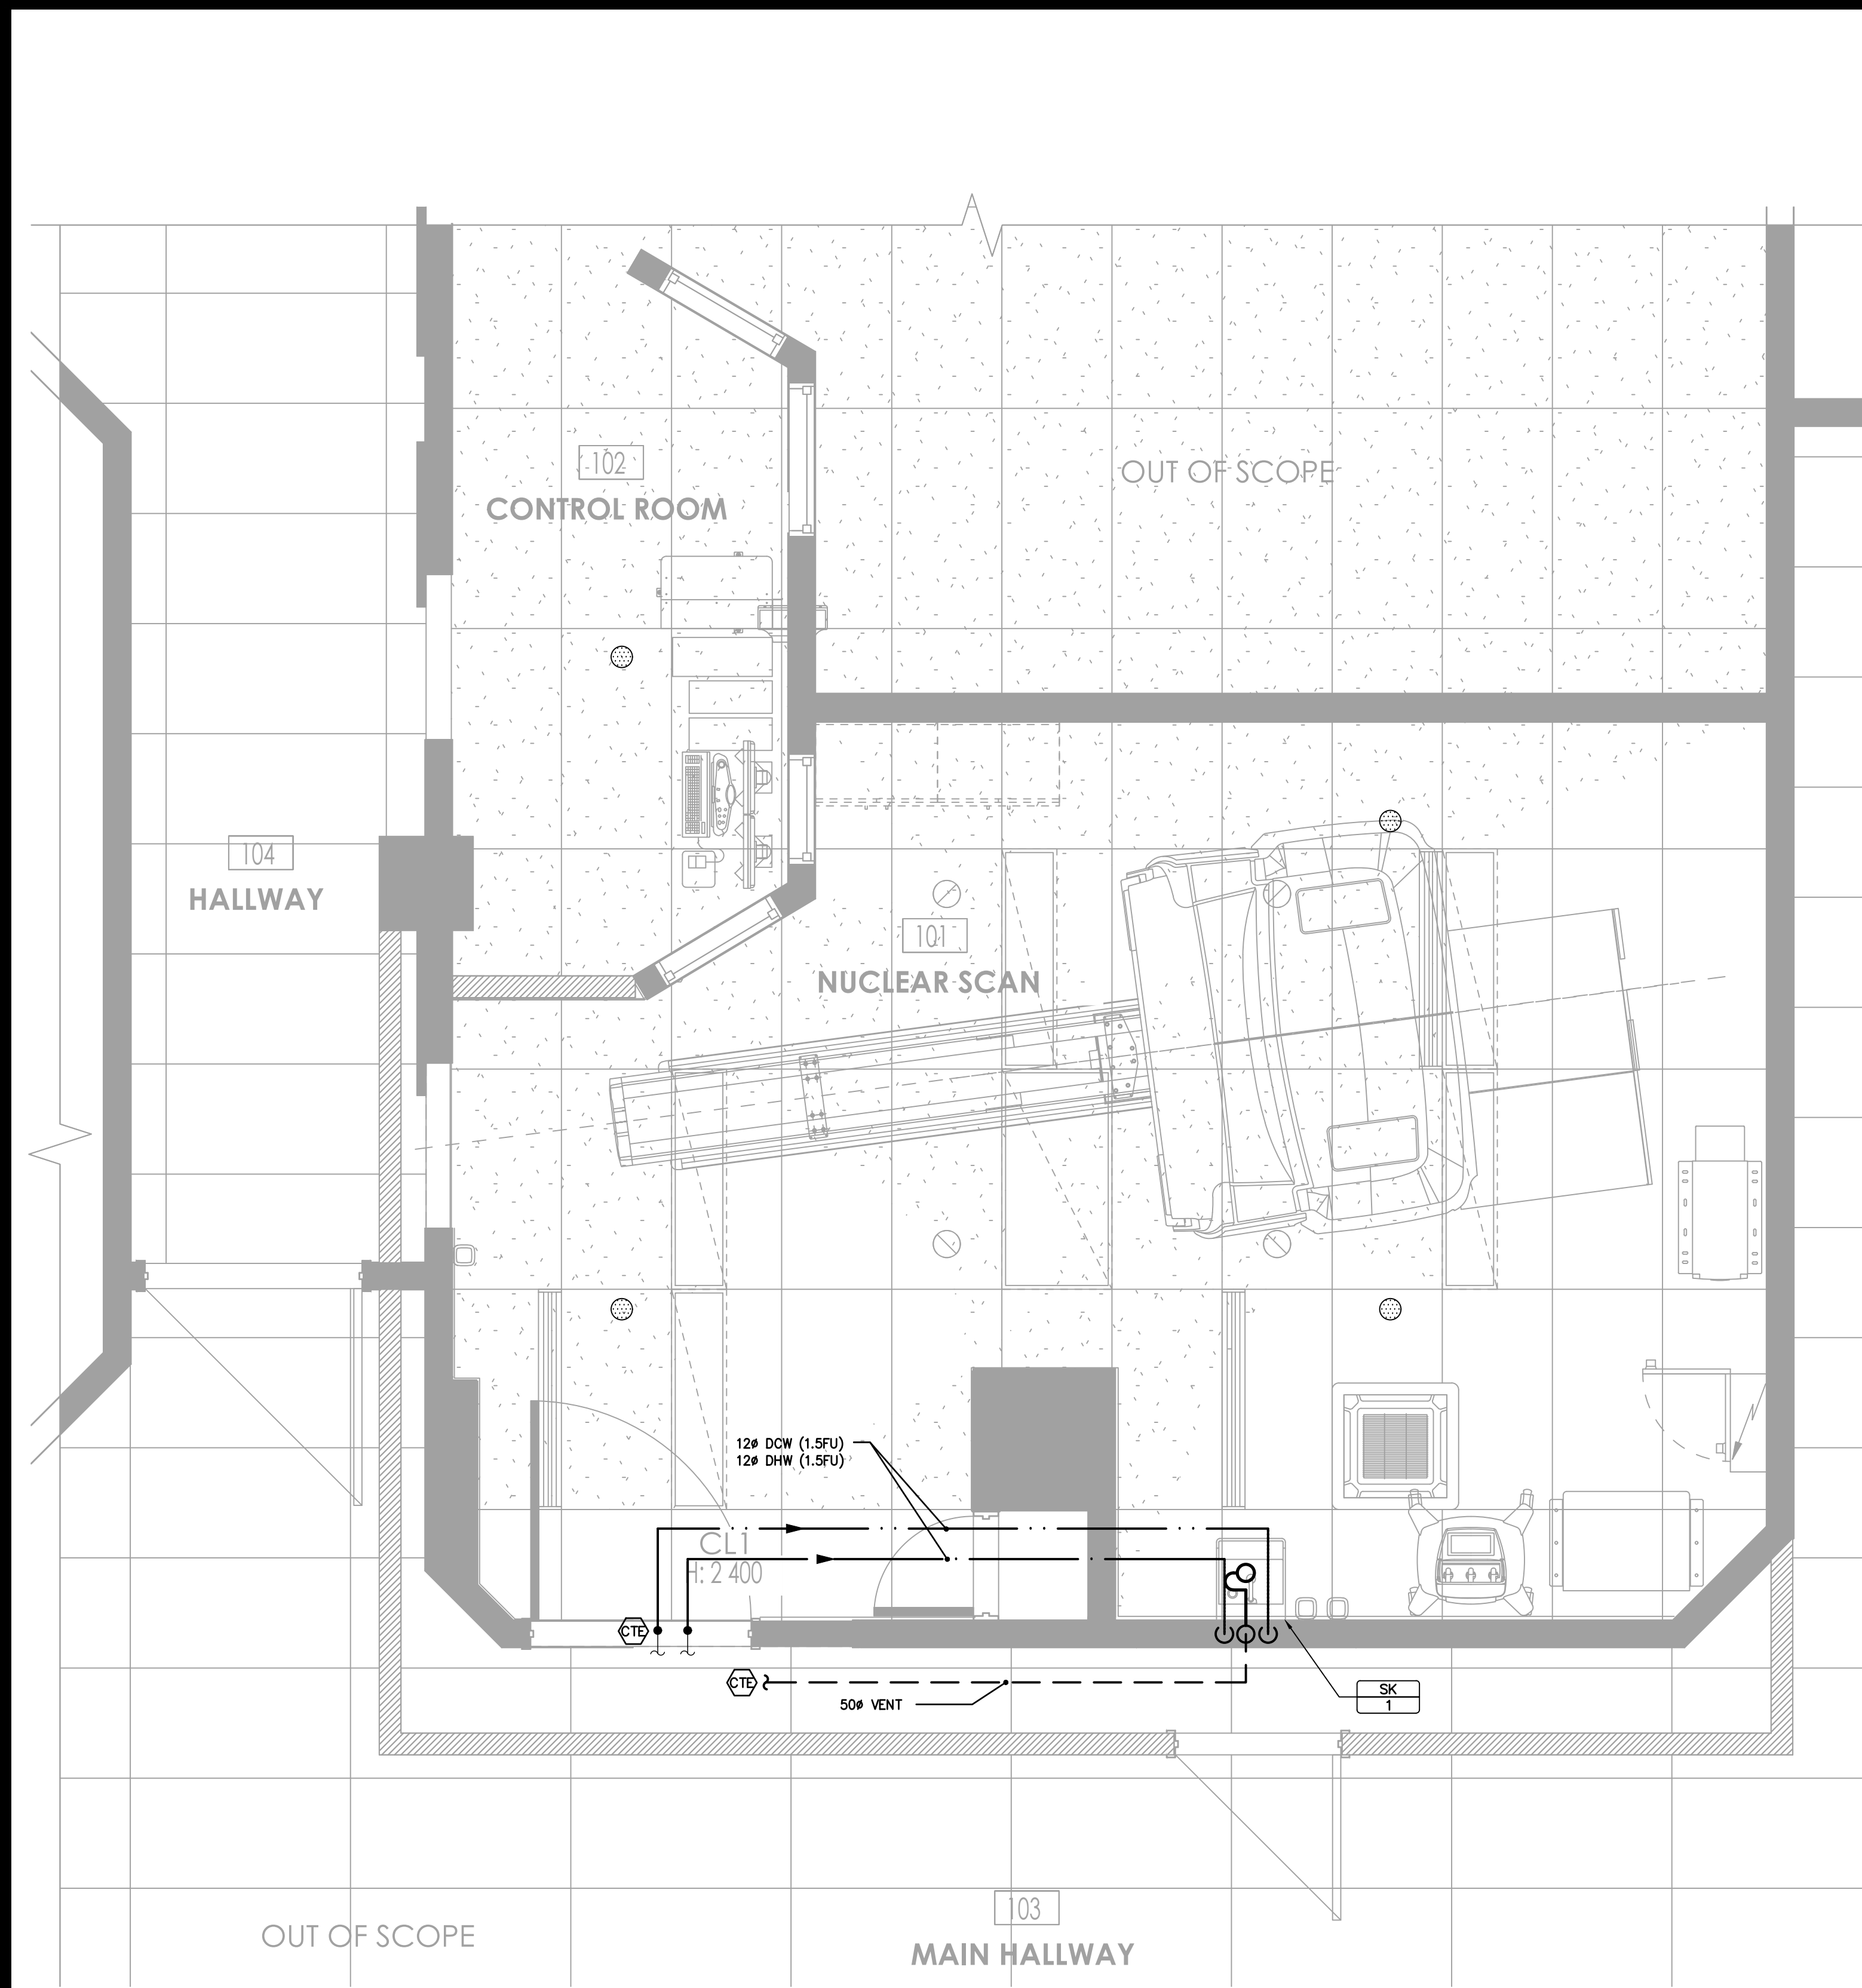 102
CONTROL ROOM
OUT OF SCOPE
104
HALLWAY
101
NUCLEAR SCAN
12ø DCW (1.5FU)
12ø DHW (1.5FU)
CL1
H: 2 400
CTE
CTE
50ø VENT
SK
1
103
MAIN HALLWAY
OUT OF SCOPE